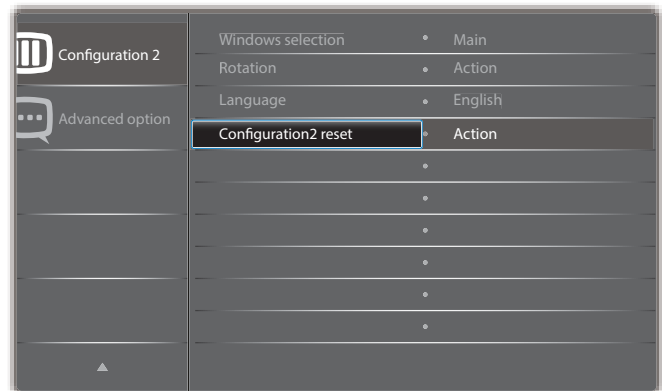 Configuration 2
Advanced option
Windows selection Main
Rotation Action
Language English
Configuration2 reset Action